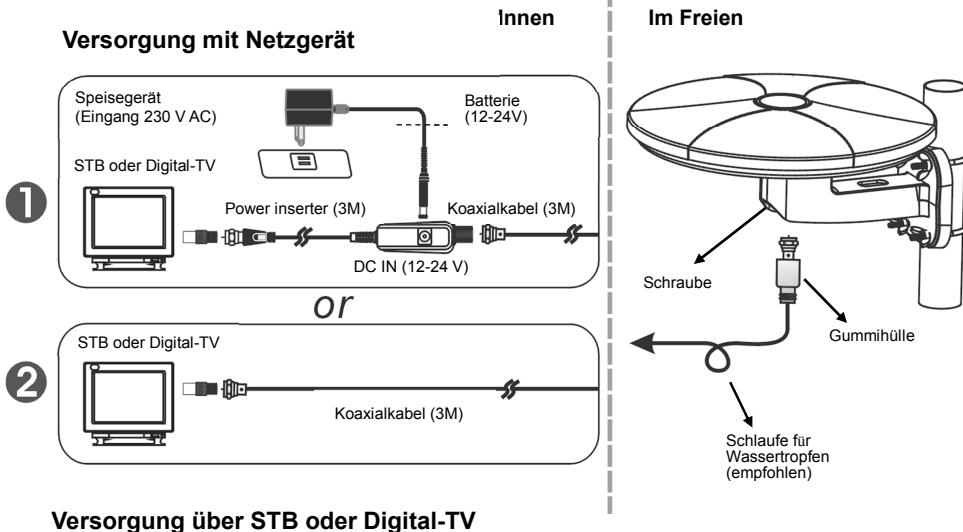 Innen
Im Freien
Versorgung mit Netzgerät
Speisegerät
(Eingang 230 V AC)
Batterie
(12-24V)
STB oder Digital-TV
1
Power inserter (3M)
Koaxialkabel (3M)
DC IN (12-24 V)
or
STB oder Digital-TV
2
Koaxialkabel (3M)
Schraube
Gummihülle
Schlaufe für
Wassertropfen
(empfohlen)
Versorgung über STB oder Digital-TV